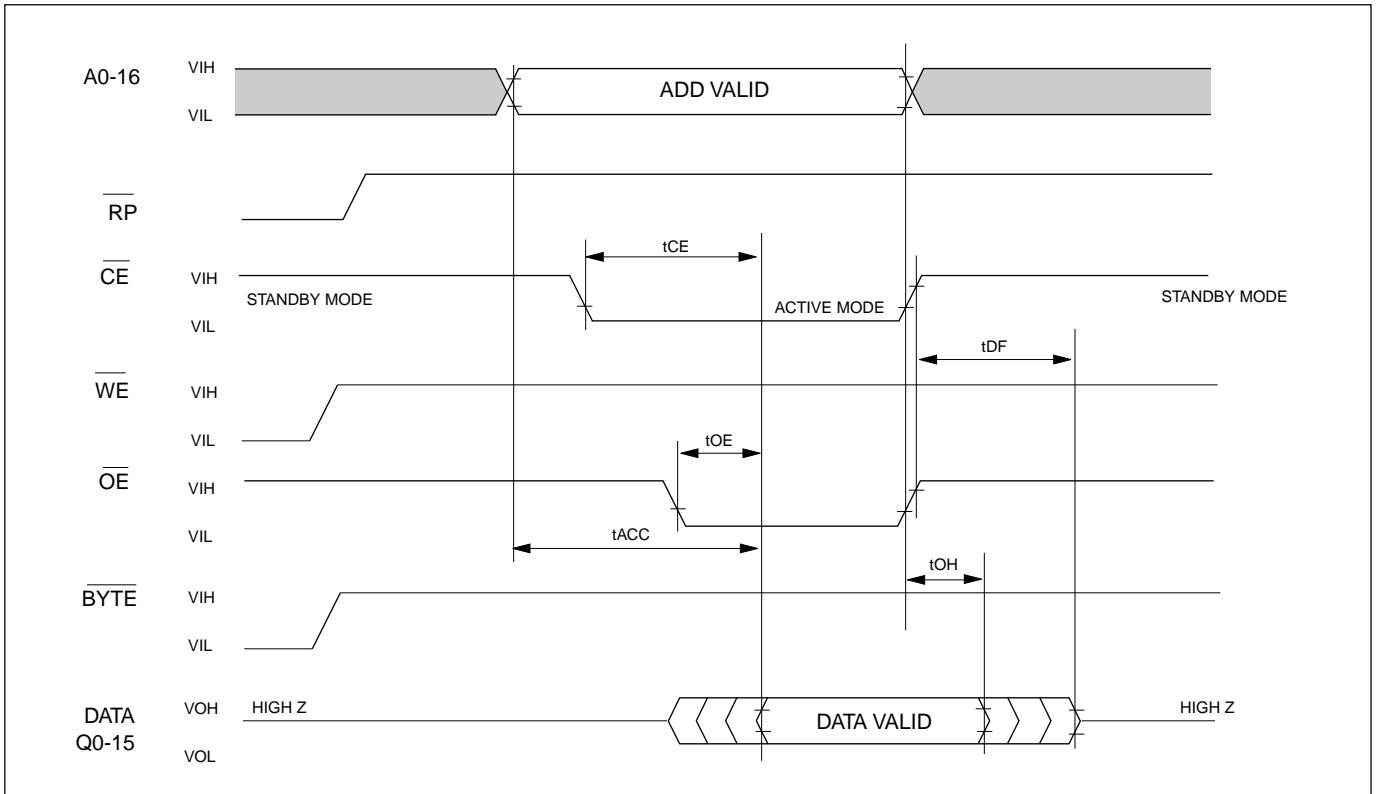 A0-16
VIH
VIL
ADD VALID
RP
tCE
CE
VIH
VIL
STANDBY MODE
ACTIVE MODE
STANDBY MODE
tDF
WE
VIH
VIL
tOE
OE
VIH
VIL
tACC
tOH
BYTE
VIH
VIL
DATA
Q0-15
VOH
VOL
HIGH Z
DATA VALID
HIGH Z